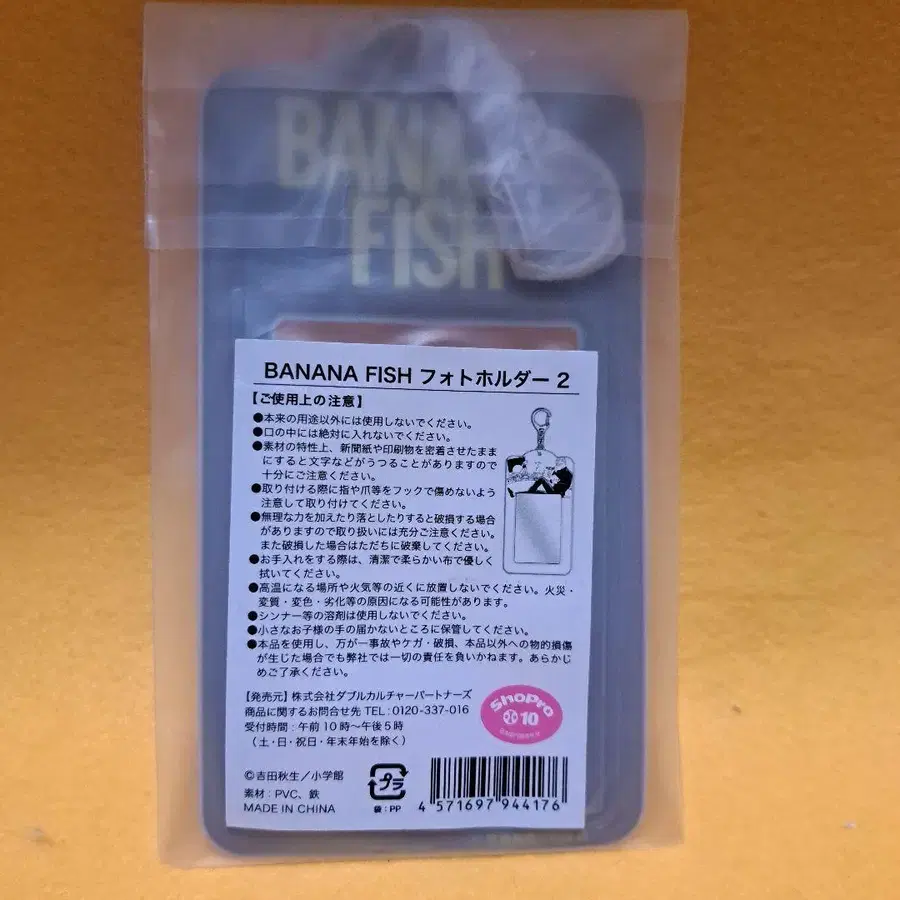 BANANA
FISH
BANANA FISH フォトホルダー 2
【ご使用上の注意】
●本来の用途以外には使用しないでください。
●口の中には絶対に入れないでください。
●素材の特性上、新聞紙や印刷物を密着させたまま
にすると文字などがうつることがありますので
十分にご注意ください。
●取り付ける際に指や爪等をフックで傷めないよう
注意して取り付けてください。
●無理な力を加えたり落としたりすると破損する場合
がありますので取り扱いには充分ご注意ください。
また破損した場合はただちに破棄してください。
●お手入れをする際は、清潔で柔らかい布で優しく
拭いてください。
●高温になる場所や火気等の近くに放置しないでください。火災・
変質・変色・劣化等の原因になる可能性があります。
●シンナー等の溶剤は使用しないでください。
●小さなお子様の手の届かないところに保管してください。
●本品を使用し、万が一事故やケガ・破損、本品以外への物的損傷
が生じた場合でも弊社では一切の責任を負いかねます。あらかじ
めご了承ください。
【発売元】株式会社ダブルカルチャーパートナーズ
商品に関するお問合せ先 TEL:0120-337-016
受付時間:午前10時〜午後5時
(土・日・祝日・年末年始を除く)
ShoPro
10
©吉田秋生/小学館
素材:PVC、鉄
MADE IN CHINA
プラ
袋:PP
4 571697 944176